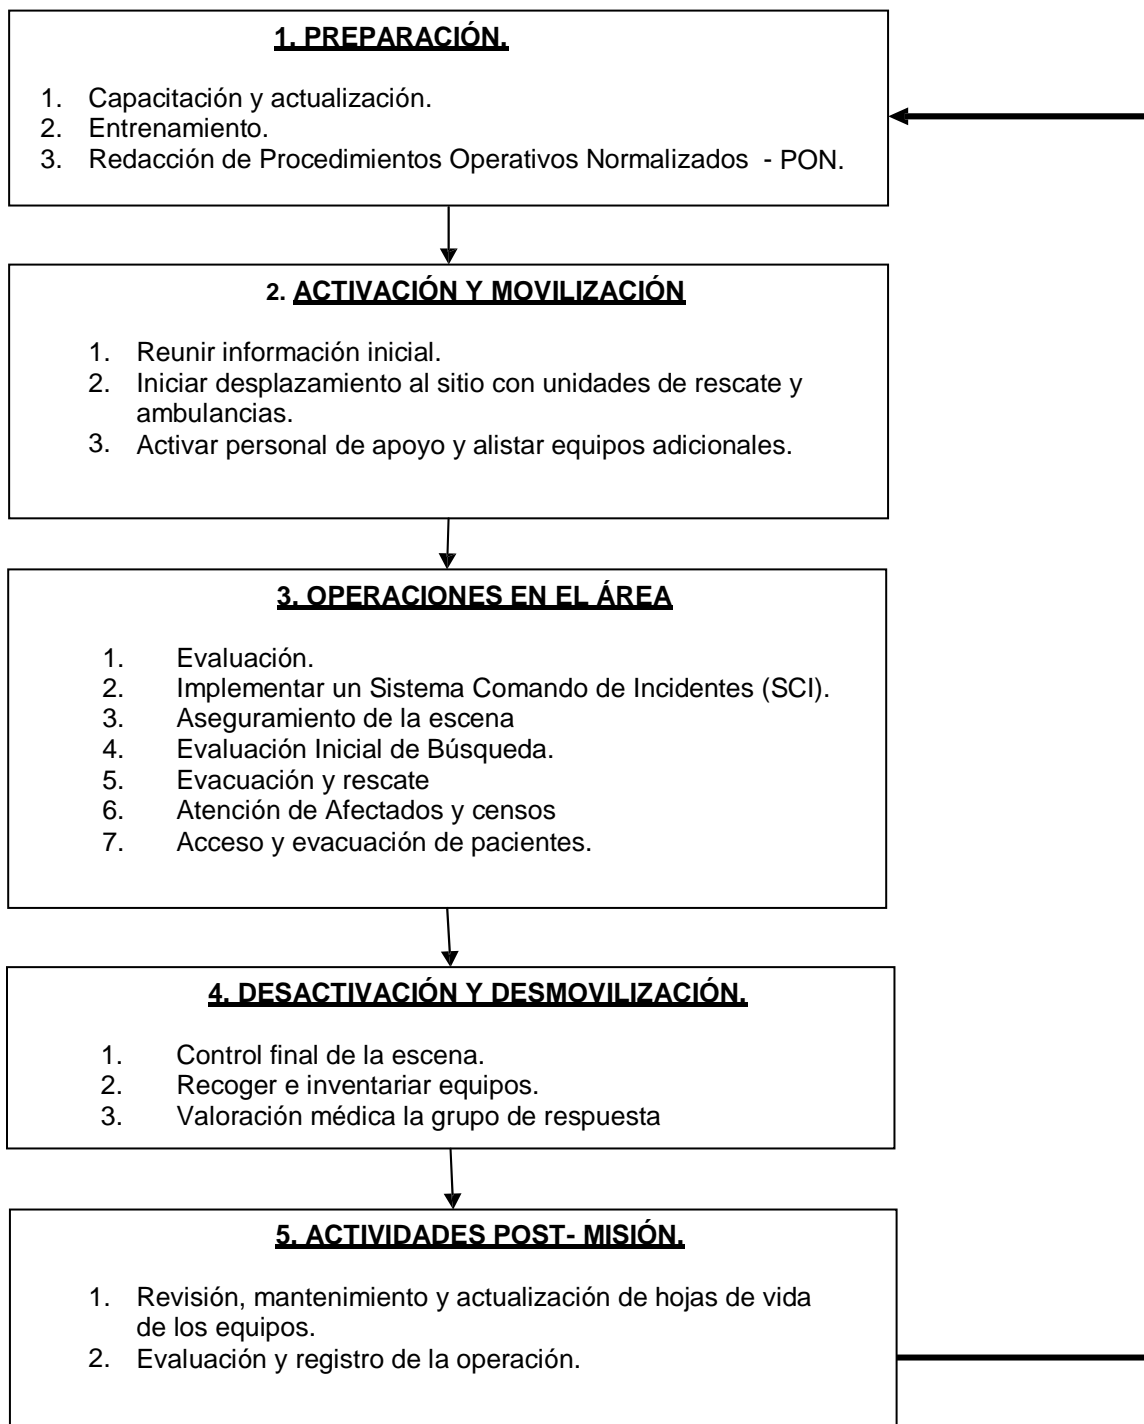 1. PREPARACIÓN.
1. Capacitación y actualización.
2. Entrenamiento.
3. Redacción de Procedimientos Operativos Normalizados - PON.
2. ACTIVACIÓN Y MOVILIZACIÓN
1. Reunir información inicial.
2. Iniciar desplazamiento al sitio con unidades de rescate y
ambulancias.
3. Activar personal de apoyo y alistar equipos adicionales.
3. OPERACIONES EN EL ÁREA
1. Evaluación.
2. Implementar un Sistema Comando de Incidentes (SCI).
3. Aseguramiento de la escena
4. Evaluación Inicial de Búsqueda.
5. Evacuación y rescate
6. Atención de Afectados y censos
7. Acceso y evacuación de pacientes.
4. DESACTIVACIÓN Y DESMOVILIZACIÓN.
1. Control final de la escena.
2. Recoger e inventariar equipos.
3. Valoración médica la grupo de respuesta
5. ACTIVIDADES POST- MISIÓN.
1. Revisión, mantenimiento y actualización de hojas de vida
de los equipos.
2. Evaluación y registro de la operación.